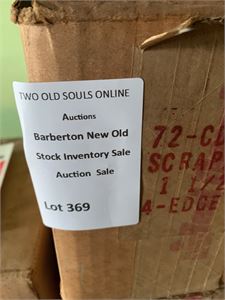 TWO OLD SOULS ONLINE
Auctions
Barberton New Old
Stock Inventory Sale
Auction Sale
Lot 369
72-CL
SCRAP
1 1/2
4-EDGE